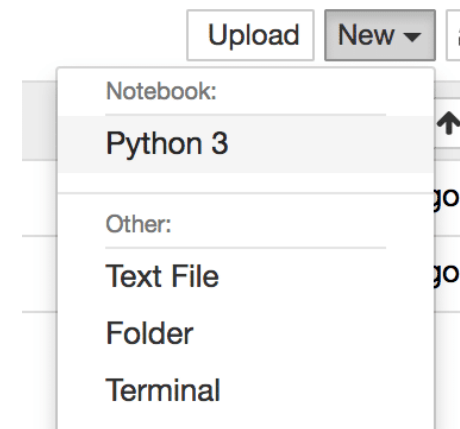 Upload New
Notebook:
Python 3
Other:
Text File
Folder
Terminal